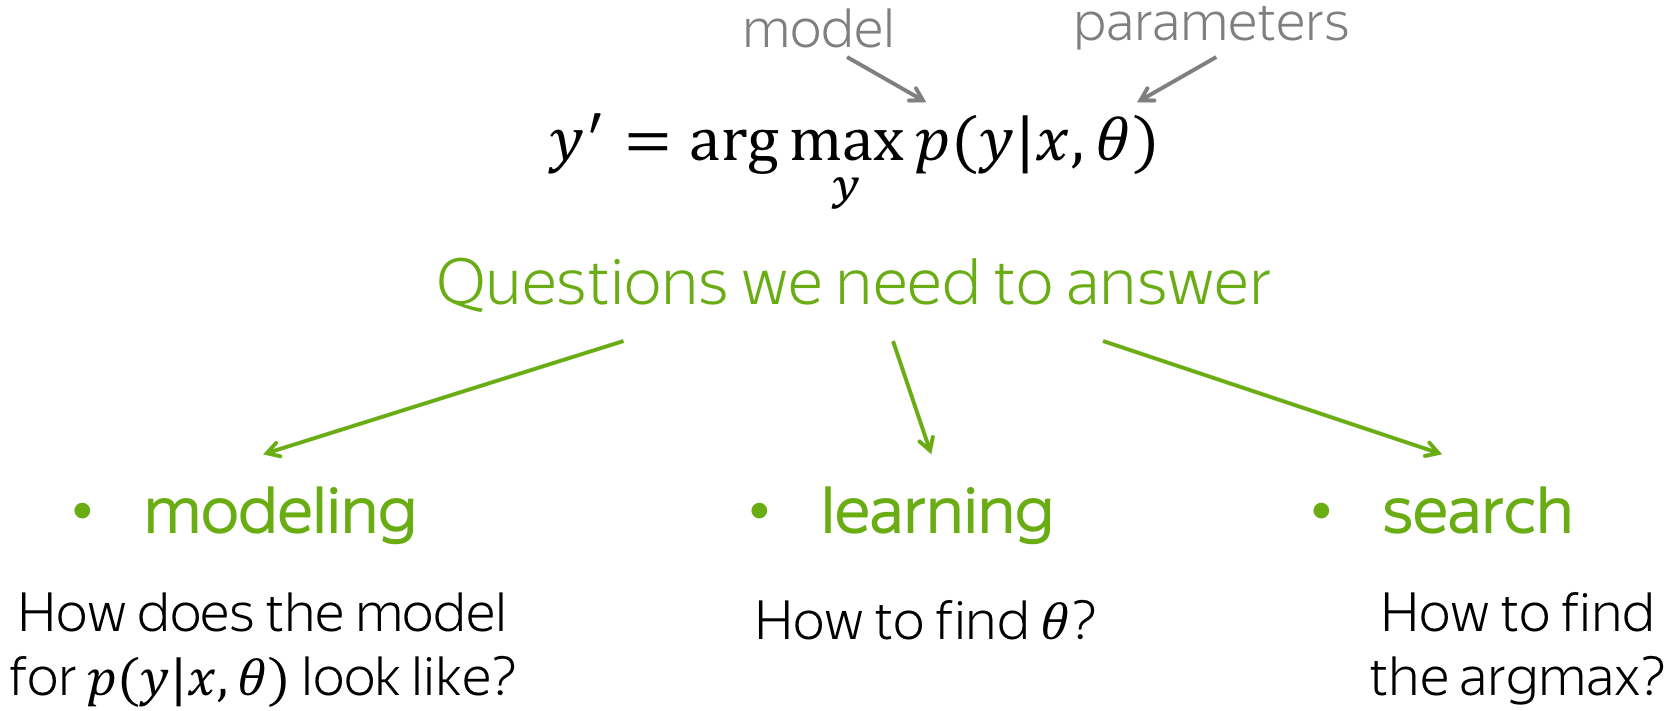 model parameters
y′ = arg max p(y|x, θ)
y
Questions we need to answer
• modeling • learning • search
How does the model
for p(y|x, θ) look like?
How to find θ?
How to find
the argmax?